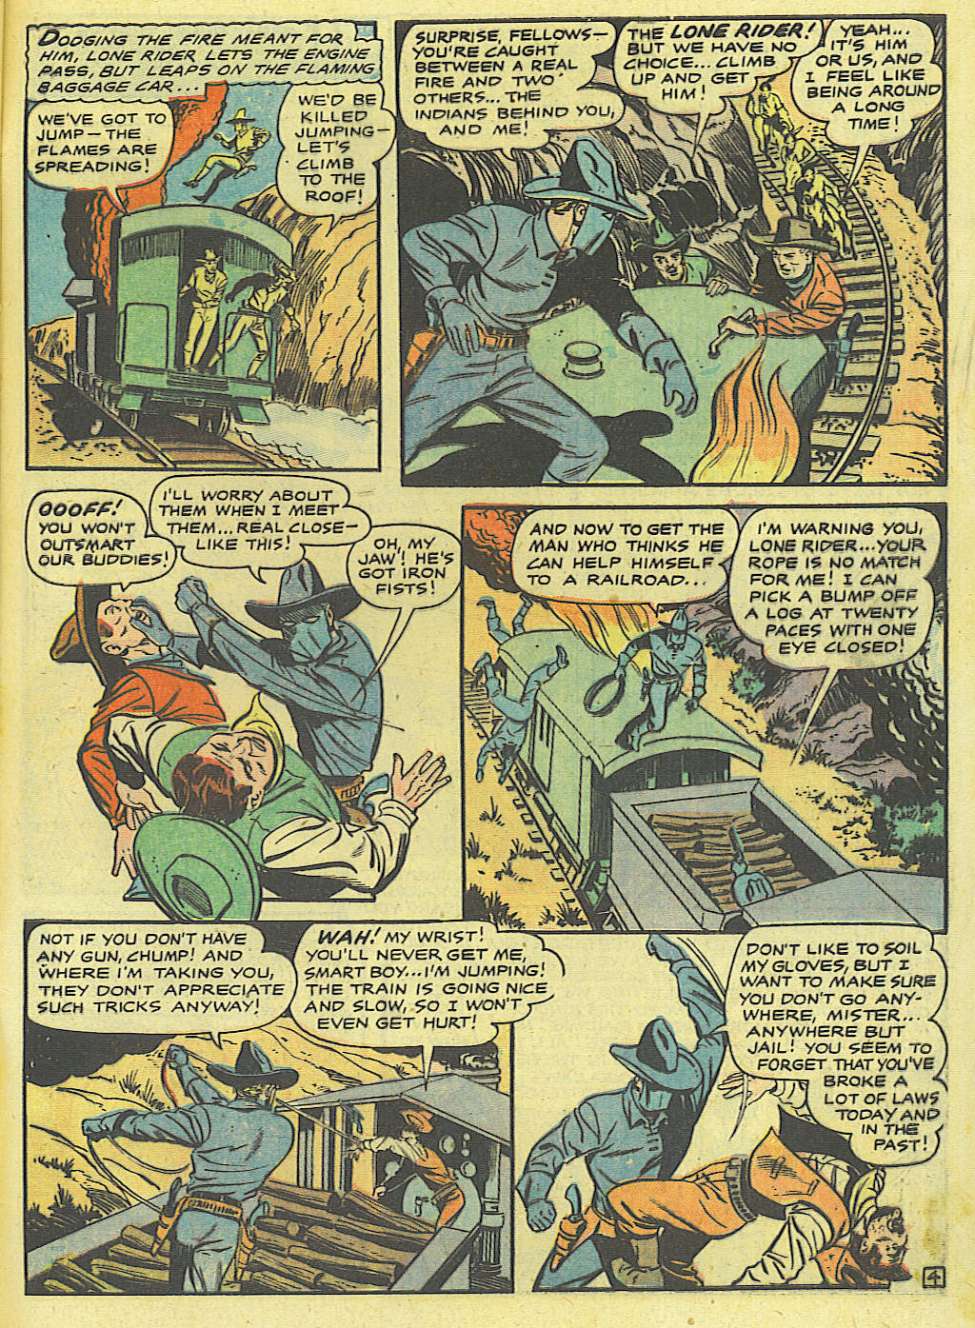 DODGING THE FIRE MEANT FOR
HIM, LONE RIDER LETS THE ENGINE
PASS, BUT LEAPS ON THE FLAMING
BAGGAGE CAR...
WE'VE GOT TO
JUMP—THE
FLAMES ARE
SPREADING!
WE'D BE
KILLED
JUMPING—
LET'S
CLIMB
TO THE
ROOF!
SURPRISE, FELLOWS—
YOU'RE CAUGHT
BETWEEN A REAL
FIRE AND TWO
OTHERS... THE
INDIANS BEHIND YOU,
AND ME!
THE LONE RIDER!
BUT WE HAVE NO
CHOICE... CLIMB
UP AND GET
HIM!
YEAH...
IT'S HIM
OR US, AND
I FEEL LIKE
BEING AROUND
A LONG
TIME!
OOOFF!
YOU WON'T
OUTSMART
OUR BUDDIES!
I'LL WORRY ABOUT
THEM WHEN I MEET
THEM... REAL CLOSE—
LIKE THIS!
OH, MY
JAW! HE'S
GOT IRON
FISTS!
AND NOW TO GET THE
MAN WHO THINKS HE
CAN HELP HIMSELF
TO A RAILROAD...
I'M WARNING YOU,
LONE RIDER... YOUR
ROPE IS NO MATCH
FOR ME! I CAN
PICK A BUMP OFF
A LOG AT TWENTY
PACES WITH ONE
EYE CLOSED!
NOT IF YOU DON'T HAVE
ANY GUN, CHUMP! AND
WHERE I'M TAKING YOU,
THEY DON'T APPRECIATE
SUCH TRICKS ANYWAY!
WAH! MY WRIST!
YOU'LL NEVER GET ME,
SMART BOY... I'M JUMPING!
THE TRAIN IS GOING NICE
AND SLOW, SO I WON'T
EVEN GET HURT!
DON'T LIKE TO SOIL
MY GLOVES, BUT I
WANT TO MAKE SURE
YOU DON'T GO ANY-
WHERE, MISTER...
ANYWHERE BUT
JAIL! YOU SEEM TO
FORGET THAT YOU'VE
BROKE A
LOT OF LAWS
TODAY AND
IN THE
PAST!
4